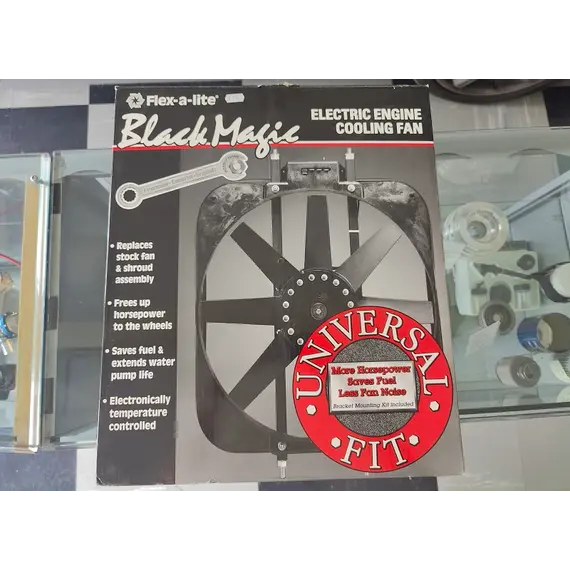 Flex-a-lite®
Black Magic
ELECTRIC ENGINE
COOLING FAN
• Replaces
stock fan
& shroud
assembly
• Frees up
horsepower
to the wheels
• Saves fuel &
extends water
pump life
• Electronically
temperature
controlled
UNIVERSAL
More Horsepower
Saves Fuel
Less Fan Noise
Bracket Mounting Kit Included
FIT